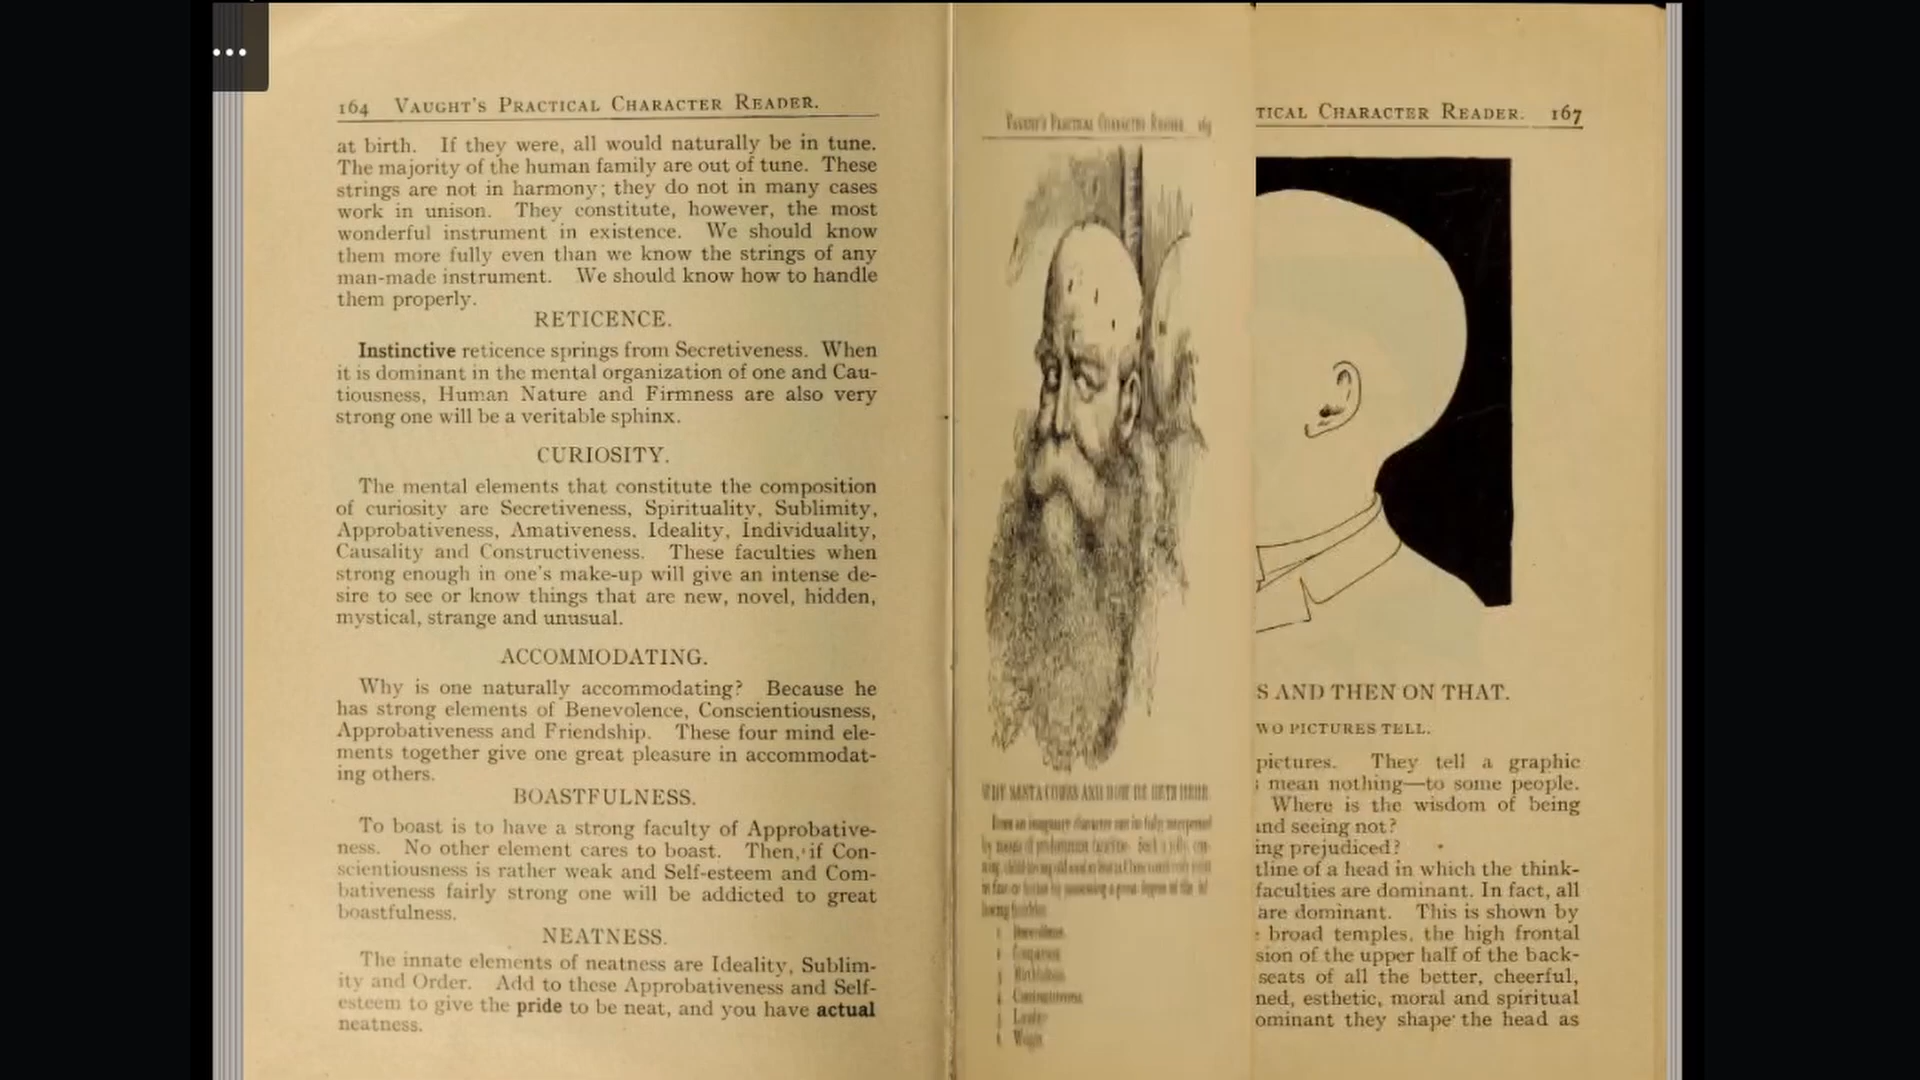 164 VAUGHT'S PRACTICAL CHARACTER READER.
at birth. If they were, all would naturally be in tune.
The majority of the human family are out of tune. These
strings are not in harmony; they do not in many cases
work in unison. They constitute, however, the most
wonderful instrument in existence. We should know
them more fully even than we know the strings of any
man-made instrument. We should know how to handle
them properly.
RETICENCE.
Instinctive reticence springs from Secretiveness. When
it is dominant in the mental organization of one and Cau-
tiousness, Human Nature and Firmness are also very
strong one will be a veritable sphinx.
CURIOSITY.
The mental elements that constitute the composition
of curiosity are Secretiveness, Spirituality, Sublimity,
Approbativeness, Amativeness, Ideality, Individuality,
Causality and Constructiveness. These faculties when
strong enough in one's make-up will give an intense de-
sire to see or know things that are new, novel, hidden,
mystical, strange and unusual.
ACCOMMODATING.
Why is one naturally accommodating? Because he
has strong elements of Benevolence, Conscientiousness,
Approbativeness and Friendship. These four mind ele-
ments together give one great pleasure in accommodat-
ing others.
BOASTFULNESS.
To boast is to have a strong faculty of Approbative-
ness. No other element cares to boast. Then, if Con-
scientiousness is rather weak and Self-esteem and Com-
bativeness fairly strong one will be addicted to great
boastfulness.
NEATNESS.
The innate elements of neatness are Ideality, Sublim-
ity and Order. Add to these Approbativeness and Self-
esteem to give the pride to be neat, and you have actual
neatness.
VAUGHT'S PRACTICAL CHARACTER READER.
TICAL CHARACTER READER. 167
S AND THEN ON THAT.
WO PICTURES TELL.
pictures. They tell a graphic
mean nothing—to some people.
Where is the wisdom of being
and seeing not?
ing prejudiced?
tline of a head in which the think-
faculties are dominant. In fact, all
are dominant. This is shown by
broad temples, the high frontal
sion of the upper half of the back-
seats of all the better, cheerful,
ned, esthetic, moral and spiritual
ominant they shape the head as